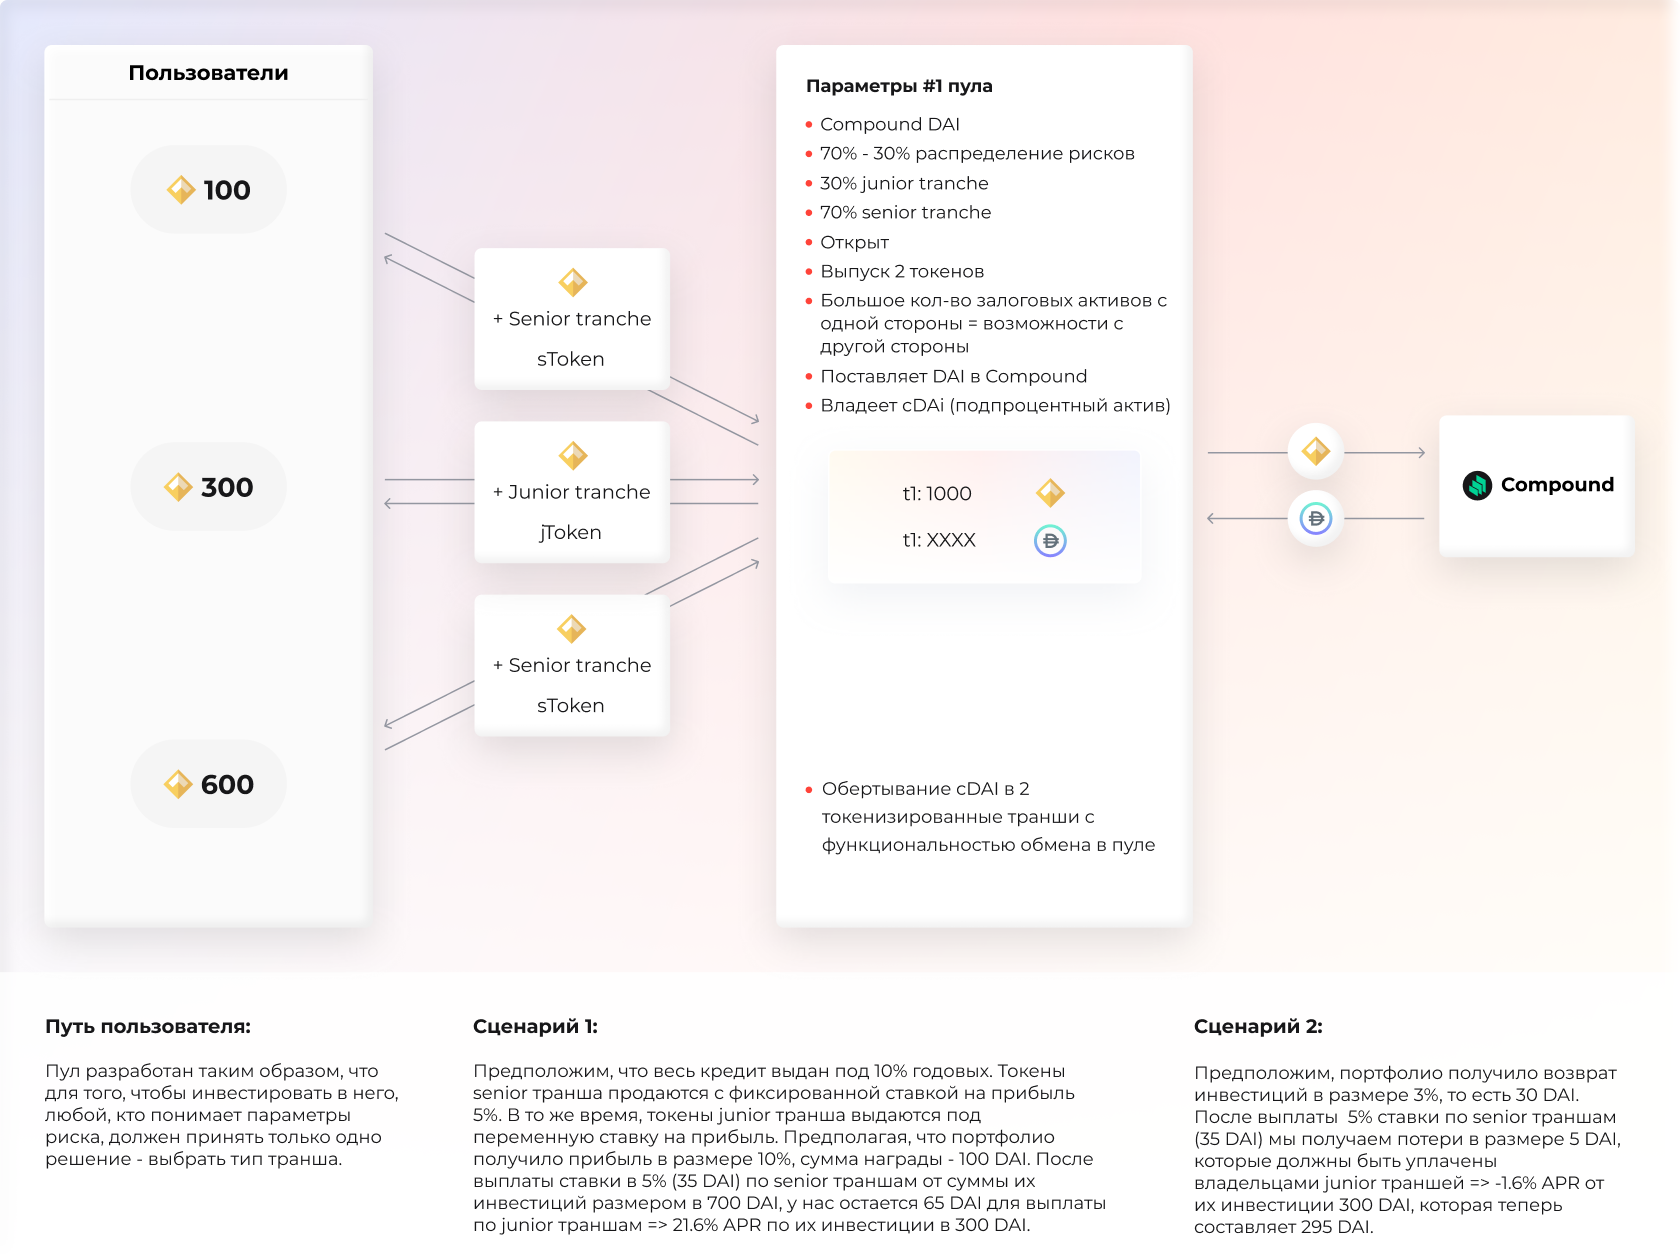 Пользователи
100
300
600
+ Senior tranche
sToken
+ Junior tranche
jToken
+ Senior tranche
sToken
Параметры #1 пула
Compound DAI
70% - 30% распределение рисков
30% junior tranche
70% senior tranche
Открыт
Выпуск 2 токенов
Большое кол-во залоговых активов с
одной стороны = возможности с
другой стороны
Поставляет DAI в Compound
Владеет cDAi (подпроцентный актив)
t1: 1000
t1: XXXX
Обертывание cDAI в 2
токенизированные транши с
функциональностью обмена в пуле
Compound
Путь пользователя:
Пул разработан таким образом, что
для того, чтобы инвестировать в него,
любой, кто понимает параметры
риска, должен принять только одно
решение - выбрать тип транша.
Сценарий 1:
Предположим, что весь кредит выдан под 10% годовых. Токены
senior транша продаются с фиксированной ставкой на прибыль
5%. В то же время, токены junior транша выдаются под
переменную ставку на прибыль. Предполагая, что портфолио
получило прибыль в размере 10%, сумма награды - 100 DAI. После
выплаты ставки в 5% (35 DAI) по senior траншам от суммы их
инвестиций размером в 700 DAI, у нас остается 65 DAI для выплаты
по junior траншам => 21.6% APR по их инвестиции в 300 DAI.
Сценарий 2:
Предположим, портфолио получило возврат
инвестиций в размере 3%, то есть 30 DAI.
После выплаты 5% ставки по senior траншам
(35 DAI) мы получаем потери в размере 5 DAI,
которые должны быть уплачены
владельцами junior траншей => -1.6% APR от
их инвестиции 300 DAI, которая теперь
составляет 295 DAI.